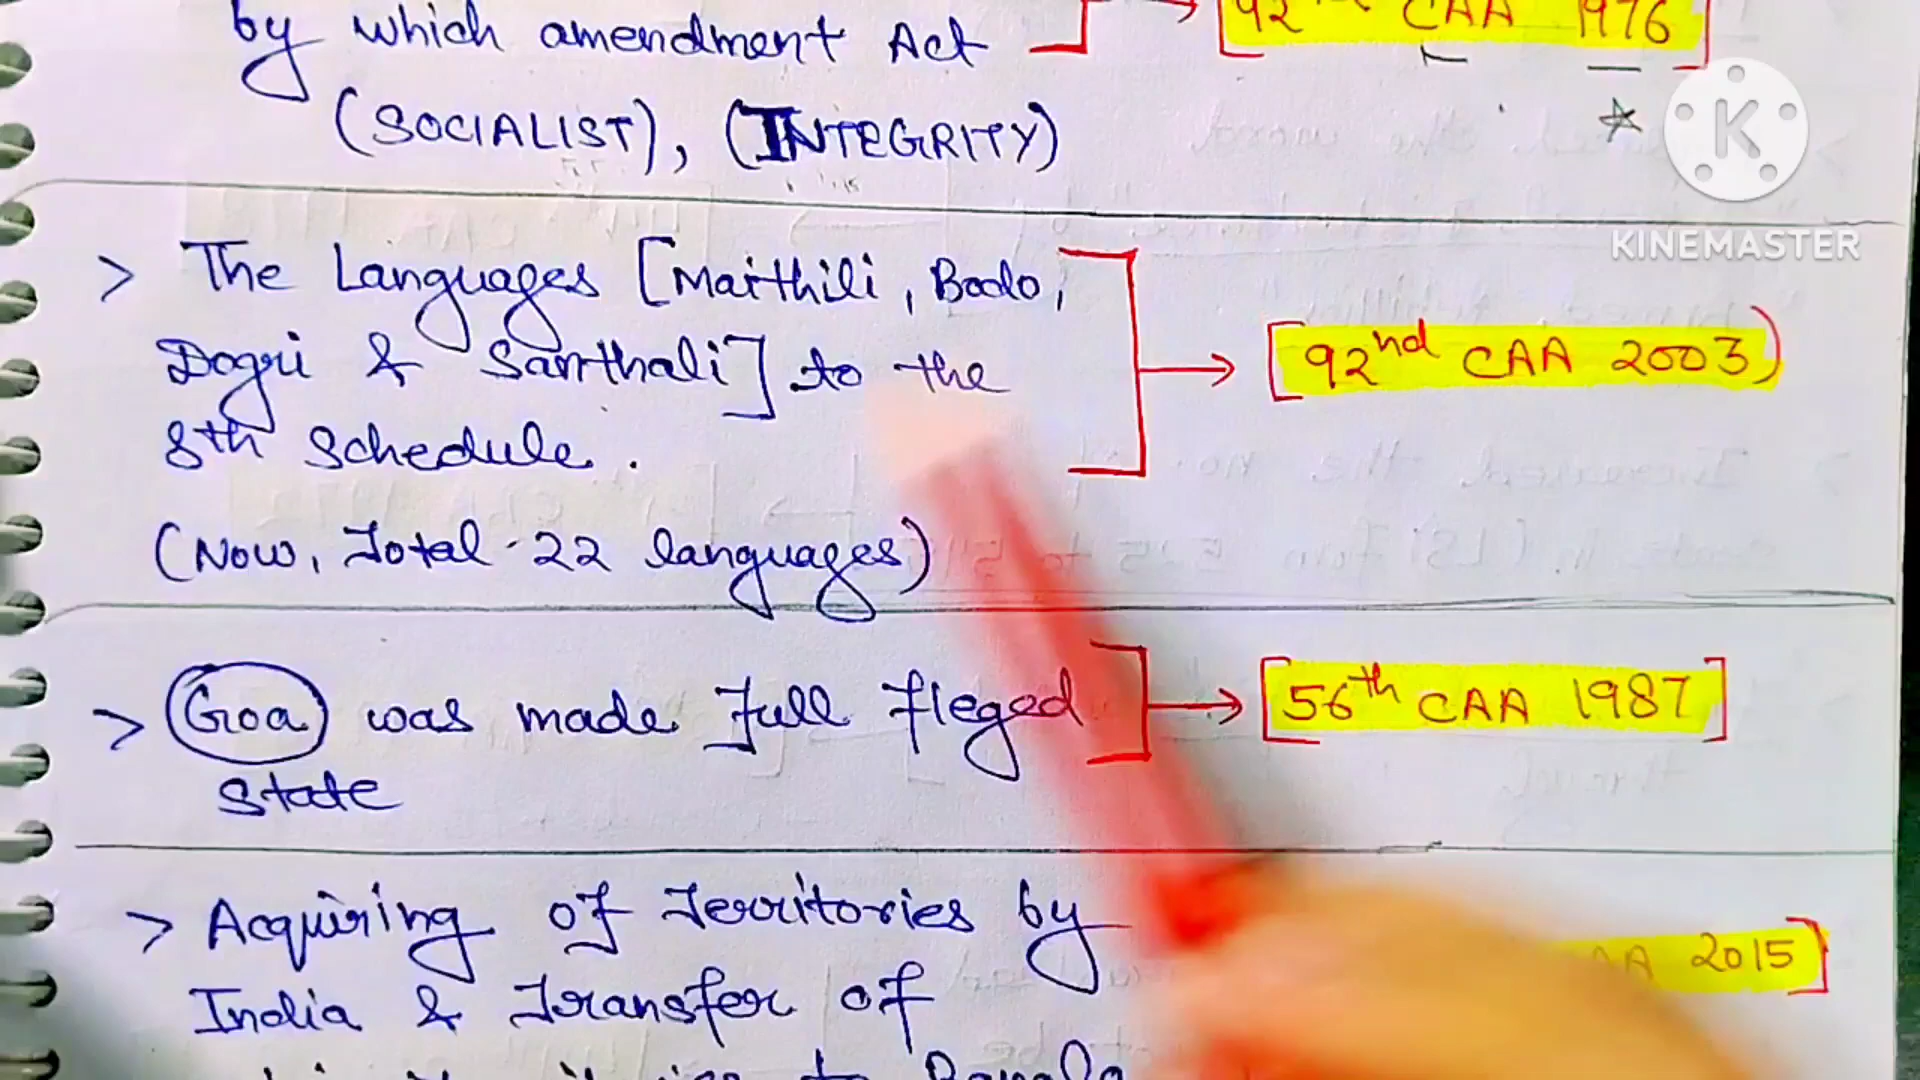 by which amendment Act
CAA 1976
(SOCIALIST), (INTEGRITY)
KINEMASTER
> The Languages [Maithili, Bodo,
Dogri & Santhali] to the
8th Schedule.
[92nd CAA 2003)
(Now, Total - 22 languages)
> Goa was made Full fleged
state
[56th CAA 1987]
> Acquiring of Territories by
India & Transfer of
2015]